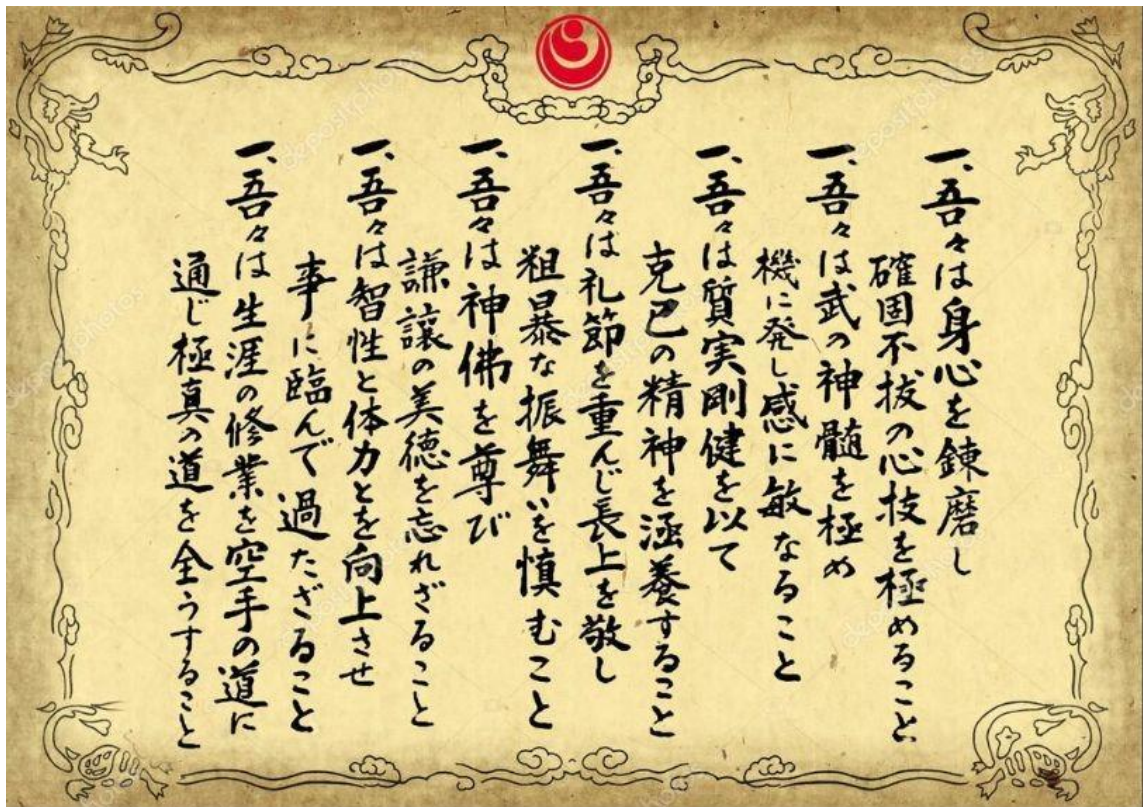 一、吾々は身心を錬磨し
確固不抜の心技を極めること
一、吾々は武の神髄を極め
機に発し感に敏なること
一、吾々は質実剛健を以て
克己の精神を涵養すること
一、吾々は礼節を重んじ長上を敬し
粗暴な振舞いを慎むこと
一、吾々は神佛を尊び
謙譲の美徳を忘れざること
一、吾々は智性と体力とを向上させ
事に臨んで過たざること
一、吾々は生涯の修業を空手の道に
通じ極真の道を全うすること
depositphotos
depositphotos
depositphotos
depositphotos